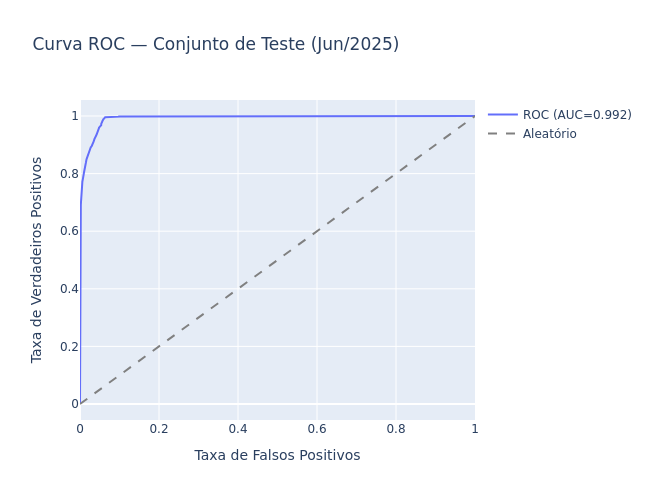 Curva ROC — Conjunto de Teste (Jun/2025)
ROC (AUC=0.992)
Aleatório
Taxa de Verdadeiros Positivos
1
0.8
0.6
0.4
0.2
0
0 0.2 0.4 0.6 0.8 1
Taxa de Falsos Positivos